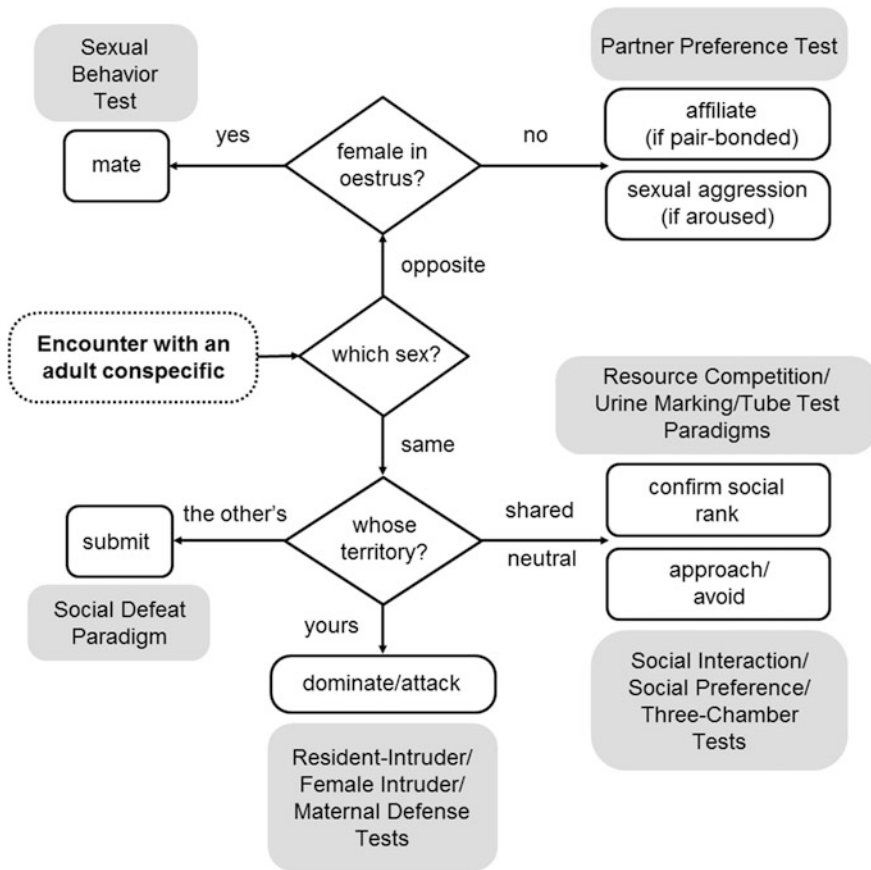 Sexual
Behavior
Test
Partner Preference Test
mate
yes
female in
oestrus?
no
affiliate
(if pair-bonded)
sexual aggression
(if aroused)
opposite
Encounter with an
adult conspecific
which sex?
same
Resource Competition/
Urine Marking/Tube Test
Paradigms
submit
the other's
whose
territory?
shared
neutral
confirm social
rank
approach/
avoid
Social Defeat
Paradigm
yours
dominate/attack
Social Interaction/
Social Preference/
Three-Chamber
Tests
Resident-Intruder/
Female Intruder/
Maternal Defense
Tests